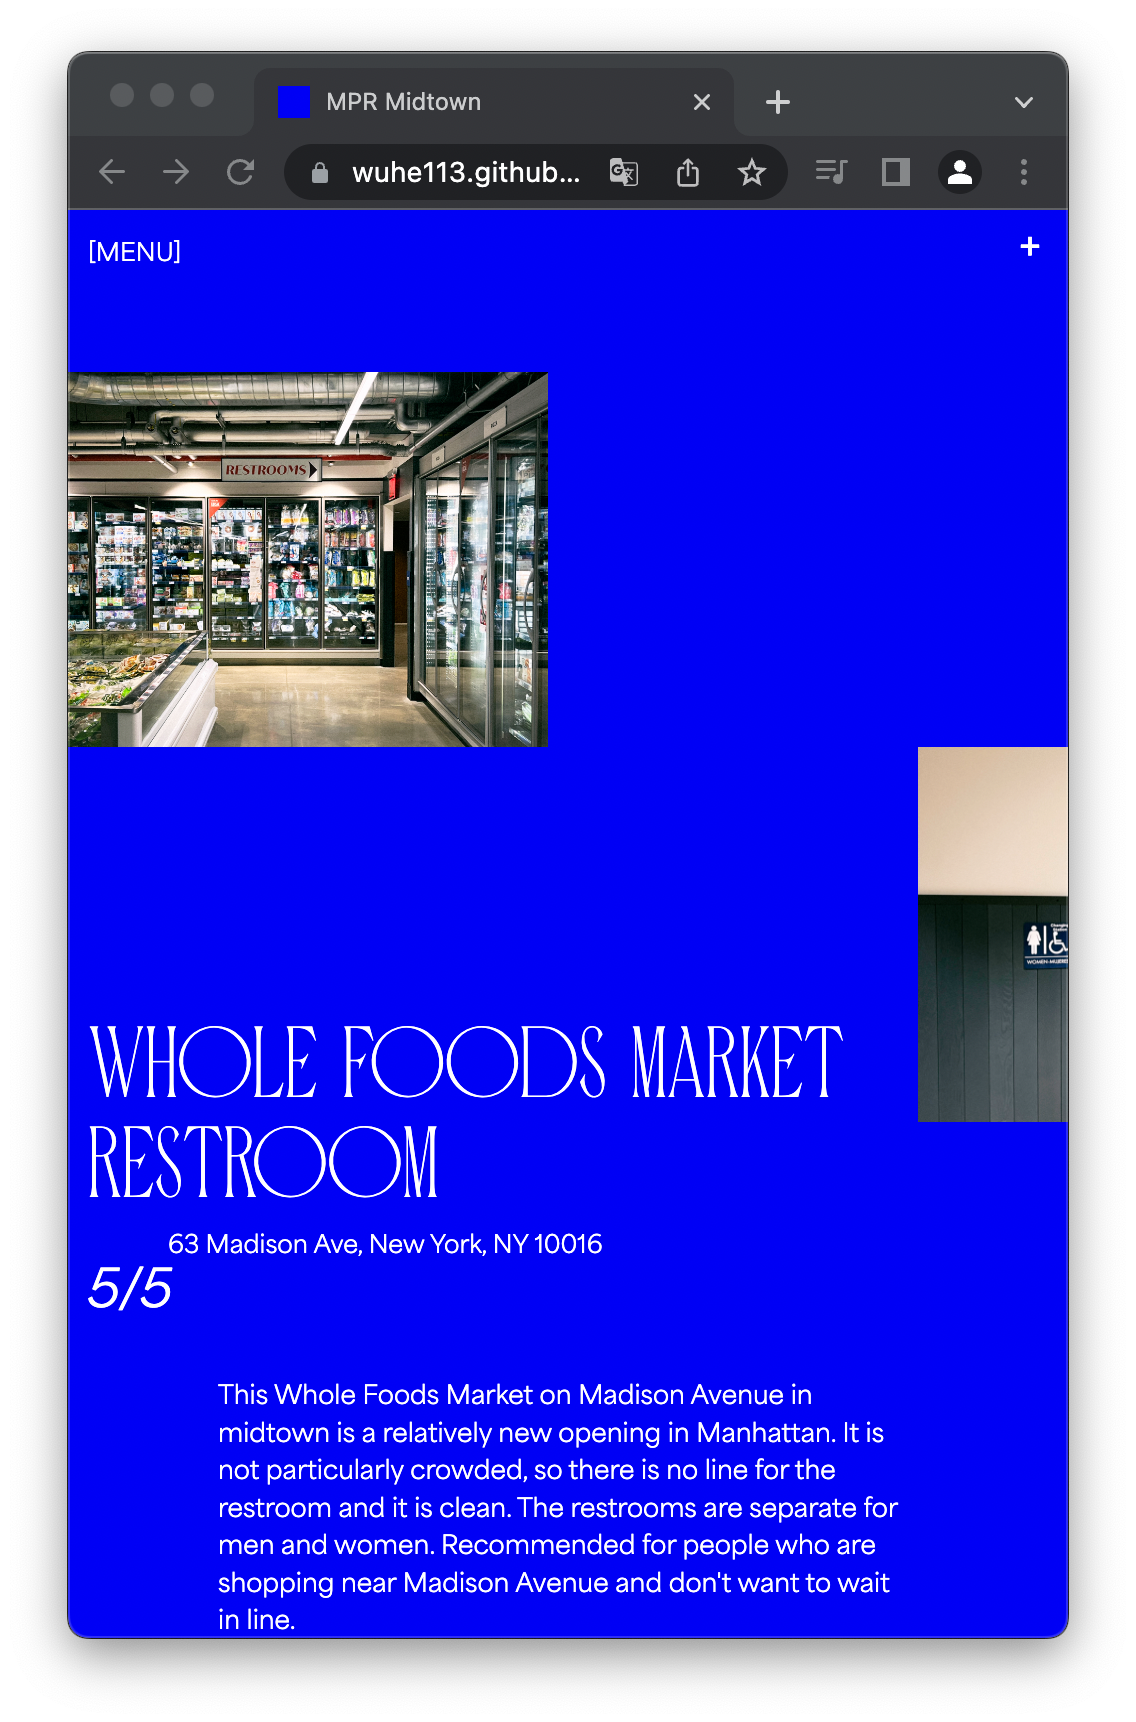 MPR Midtown
wuhe113.github...
[MENU]
+
RESTROOMS
WOMEN-MUJERES
WHOLE FOODS MARKET
RESTROOM
63 Madison Ave, New York, NY 10016
5/5
This Whole Foods Market on Madison Avenue in
midtown is a relatively new opening in Manhattan. It is
not particularly crowded, so there is no line for the
restroom and it is clean. The restrooms are separate for
men and women. Recommended for people who are
shopping near Madison Avenue and don't want to wait
in line.